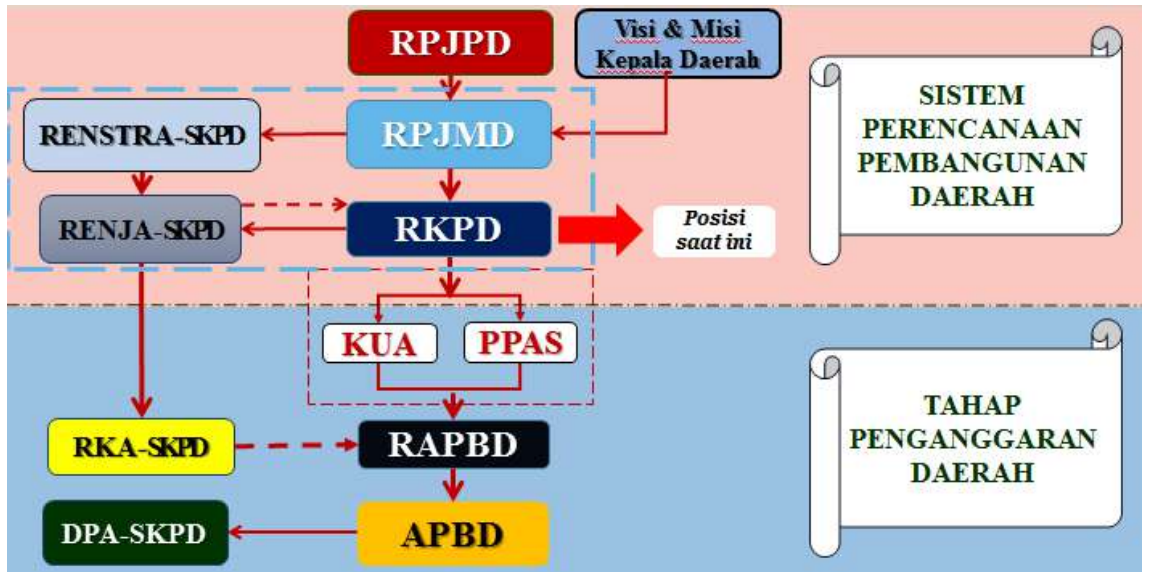 RPJPD
Visi & Misi
Kepala Daerah
RENSTRA-SKPD
RPJMD
RENJA-SKPD
RKPD
Posisi
saat ini
SISTEM
PERENCANAAN
PEMBANGUNAN
DAERAH
KUA
PPAS
RKA-SKPD
RAPBD
DPA-SKPD
APBD
TAHAP
PENGANGGARAN
DAERAH